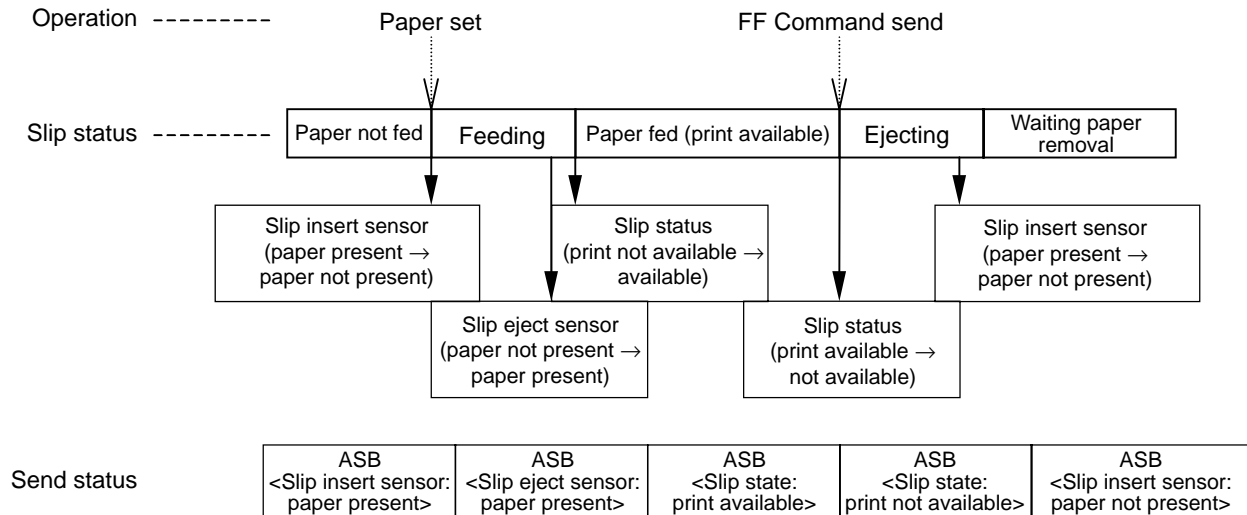 Operation
Paper set
FF Command send
Slip status
Paper not fed
Feeding
Paper fed (print available)
Ejecting
Waiting paper
removal
Slip insert sensor
(paper present →
paper not present)
Slip status
(print not available →
available)
Slip insert sensor
(paper present →
paper not present)
Slip eject sensor
(paper not present →
paper present)
Slip status
(print available →
not available)
Send status
ASB
<Slip insert sensor:
paper present>
ASB
<Slip eject sensor:
paper present>
ASB
<Slip state:
print available>
ASB
<Slip state:
print not available>
ASB
<Slip insert sensor:
paper not present>